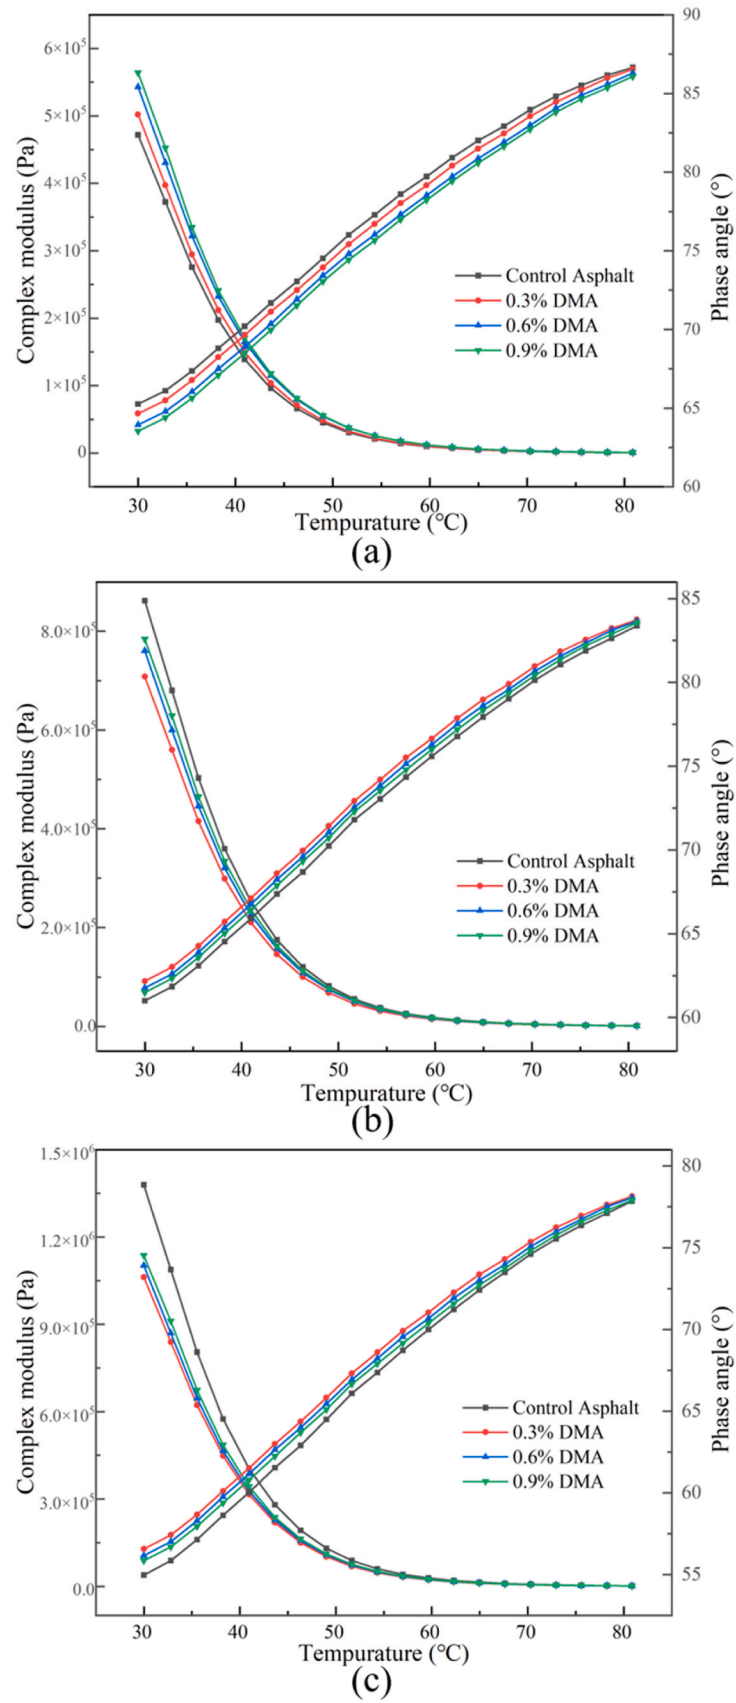 90
6×10⁵
85
5×10⁵
80
4×10⁵
Complex modulus (Pa)
Phase angle (°)
3×10⁵
75
Control Asphalt
0.3% DMA
0.6% DMA
0.9% DMA
2×10⁵
70
1×10⁵
65
0
60
30 40 50 60 70 80
Tempurature (℃)
(a)
85
8.0×10⁵
80
6.0×10⁵
75
Complex modulus (Pa)
Phase angle (°)
4.0×10⁵
70
Control Asphalt
0.3% DMA
0.6% DMA
0.9% DMA
2.0×10⁵
65
0.0
60
30 40 50 60 70 80
Tempurature (℃)
(b)
1.5×10⁶
80
1.2×10⁶
75
9.0×10⁵
70
Complex modulus (Pa)
Phase angle (°)
6.0×10⁵
65
Control Asphalt
0.3% DMA
0.6% DMA
0.9% DMA
3.0×10⁵
60
0.0
55
30 40 50 60 70 80
Tempurature (℃)
(c)